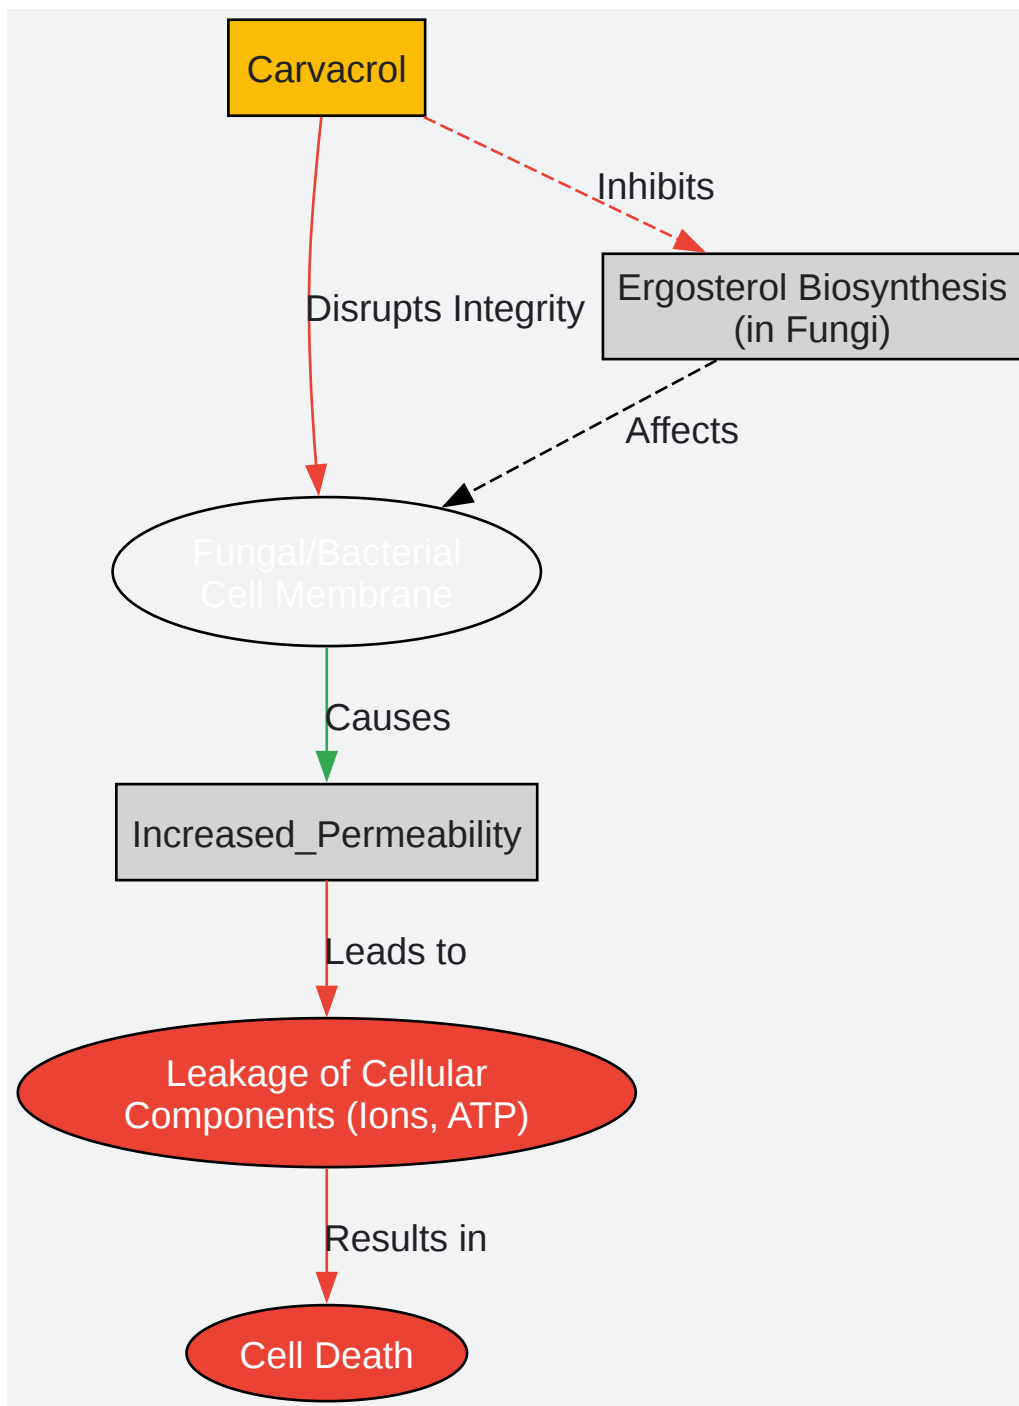 Carvacrol
Inhibits
Ergosterol Biosynthesis
(in Fungi)
Disrupts Integrity
Affects
Fungal/Bacterial
Cell Membrane
Causes
Increased_Permeability
Leads to
Leakage of Cellular
Components (Ions, ATP)
Results in
Cell Death